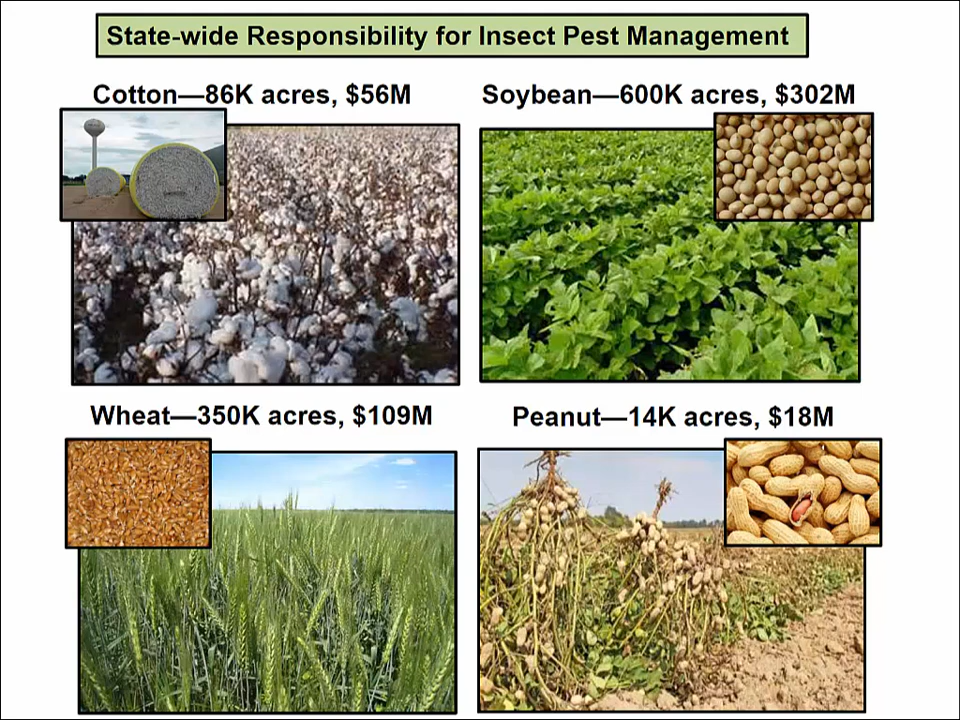 State-wide Responsibility for Insect Pest Management
Cotton—86K acres, $56M
Soybean—600K acres, $302M
Wheat—350K acres, $109M
Peanut—14K acres, $18M